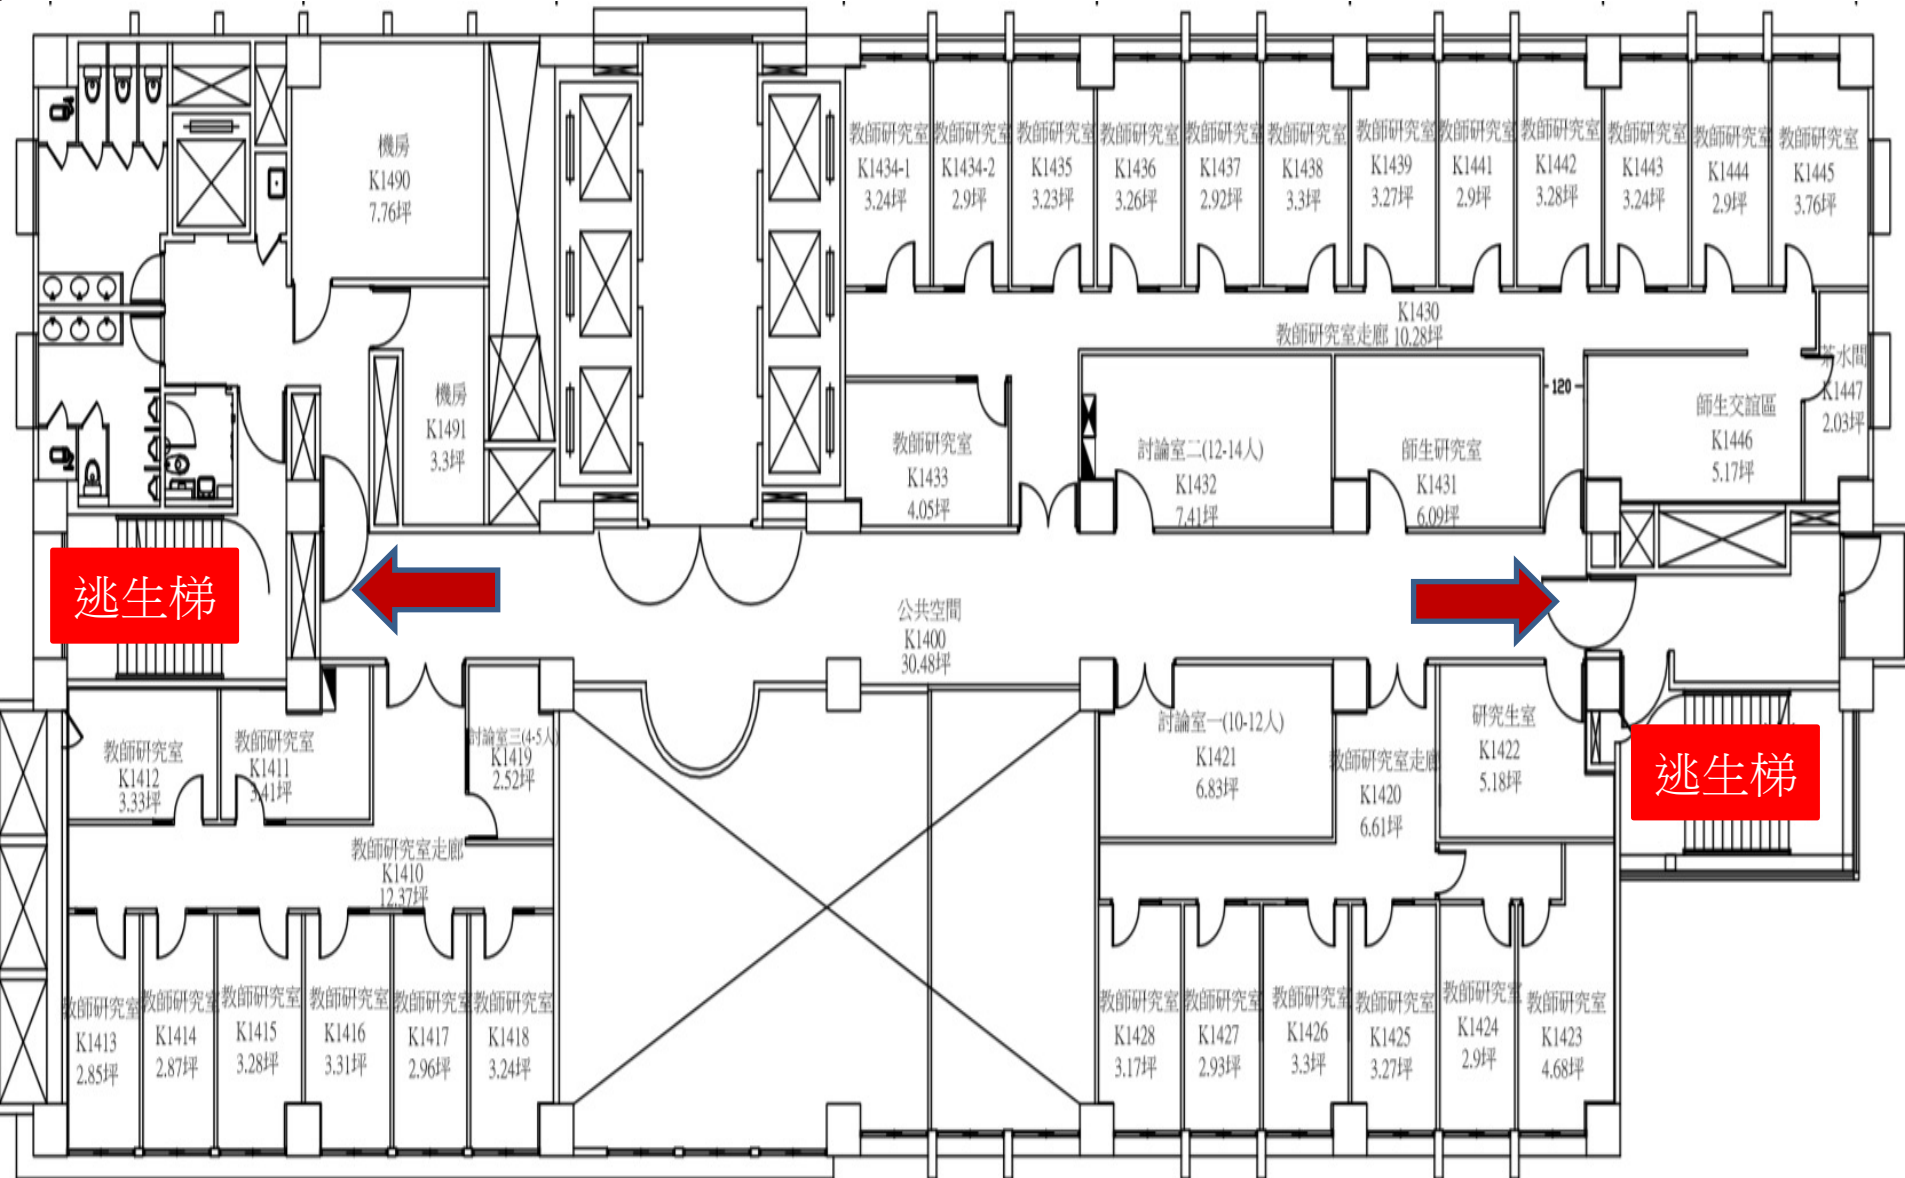 教師研究室
K1434-1
3.24坪
教師研究室
K1434-2
2.9坪
教師研究室
K1435
3.23坪
教師研究室
K1436
3.26坪
教師研究室
K1437
2.92坪
教師研究室
K1438
3.3坪
教師研究室
K1439
3.27坪
教師研究室
K1441
2.9坪
教師研究室
K1442
3.28坪
教師研究室
K1443
3.24坪
教師研究室
K1444
2.9坪
教師研究室
K1445
3.76坪
機房
K1490
7.76坪
K1430
教師研究室走廊 10.28坪
機房
K1491
3.3坪
教師研究室
K1433
4.05坪
討論室二(12-14人)
K1432
7.41坪
師生研究室
K1431
6.09坪
120
師生交誼區
K1446
5.17坪
茶水間
K1447
2.03坪
逃生梯
公共空間
K1400
30.48坪
教師研究室
K1412
3.33坪
教師研究室
K1411
3.41坪
討論室三(4-5人)
K1419
2.52坪
討論室一(10-12人)
K1421
6.83坪
教師研究室走廊
K1420
6.61坪
研究生室
K1422
5.18坪
逃生梯
教師研究室走廊
K1410
12.37坪
教師研究室
K1413
2.85坪
教師研究室
K1414
2.87坪
教師研究室
K1415
3.28坪
教師研究室
K1416
3.31坪
教師研究室
K1417
2.96坪
教師研究室
K1418
3.24坪
教師研究室
K1428
3.17坪
教師研究室
K1427
2.93坪
教師研究室
K1426
3.3坪
教師研究室
K1425
3.27坪
教師研究室
K1424
2.9坪
教師研究室
K1423
4.68坪